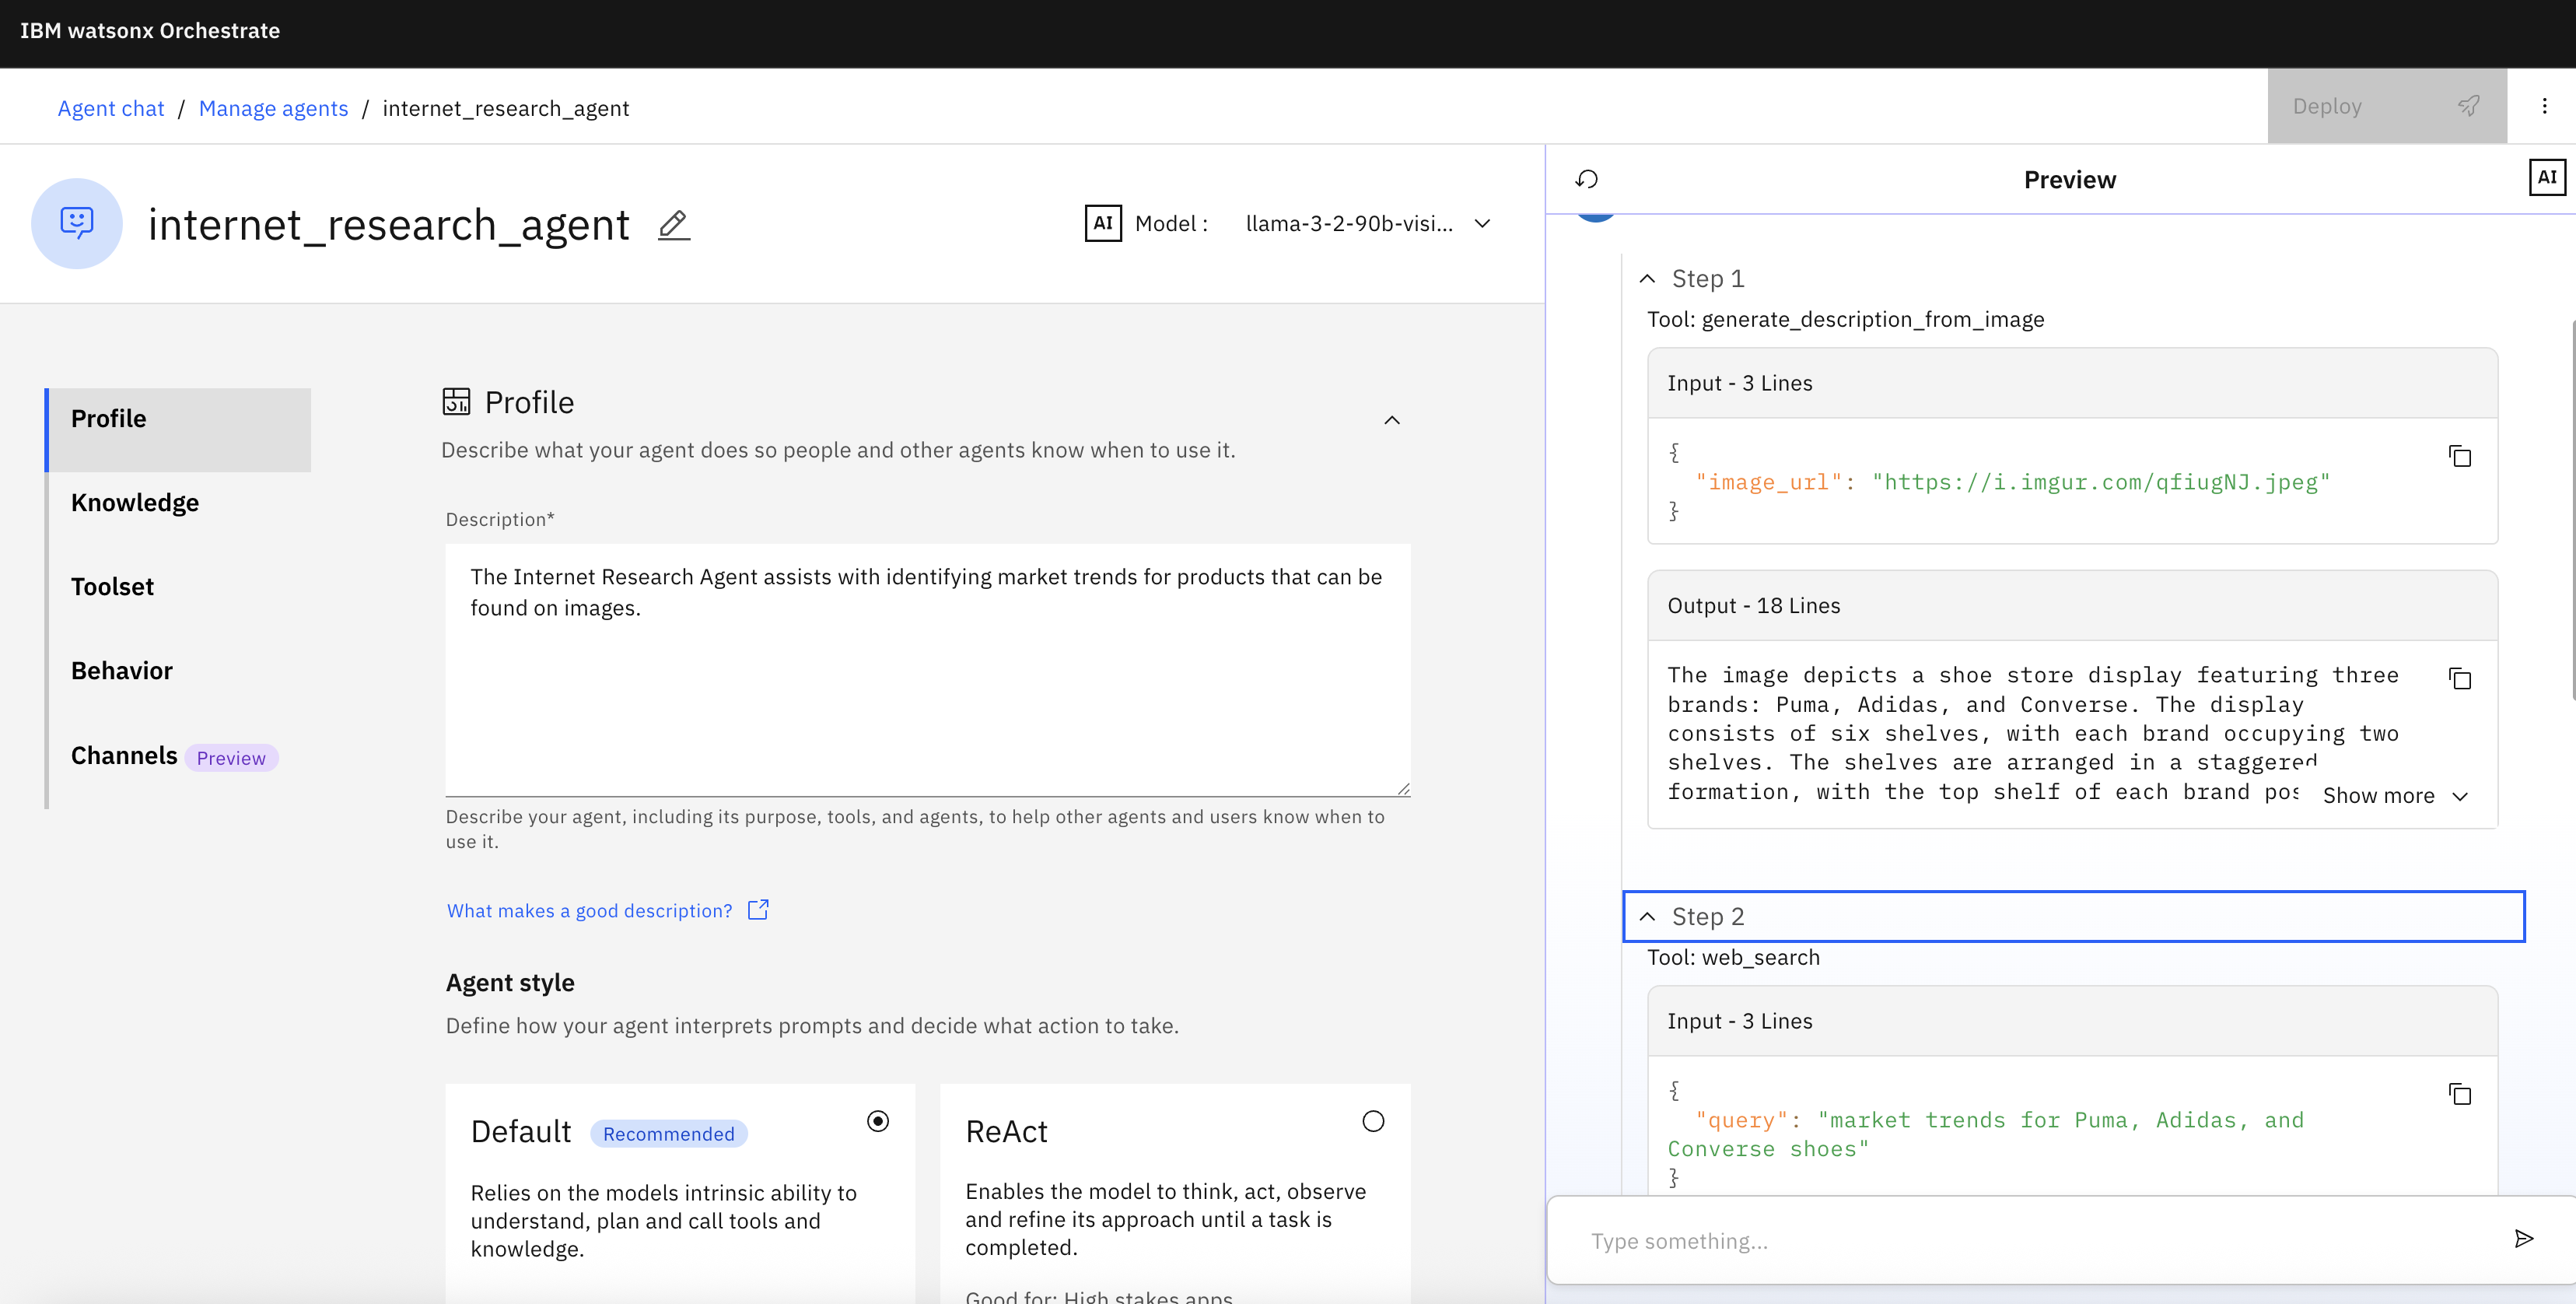 IBM watsonx Orchestrate
Agent chat / Manage agents / internet_research_agent
Deploy
internet_research_agent
AI Model : llama-3-2-90b-visi...
Profile
Knowledge
Toolset
Behavior
Channels Preview
Profile
Describe what your agent does so people and other agents know when to use it.
Description*
The Internet Research Agent assists with identifying market trends for products that can be
found on images.
Describe your agent, including its purpose, tools, and agents, to help other agents and users know when to
use it.
What makes a good description?
Agent style
Define how your agent interprets prompts and decide what action to take.
Default Recommended
Relies on the models intrinsic ability to
understand, plan and call tools and
knowledge.
ReAct
Enables the model to think, act, observe
and refine its approach until a task is
completed.
Good for: High stakes apps
Preview
AI
Step 1
Tool: generate_description_from_image
Input - 3 Lines
{
"image_url": "https://i.imgur.com/qfiugNJ.jpeg"
}
Output - 18 Lines
The image depicts a shoe store display featuring three
brands: Puma, Adidas, and Converse. The display
consists of six shelves, with each brand occupying two
shelves. The shelves are arranged in a staggered
formation, with the top shelf of each brand pos
Show more
Step 2
Tool: web_search
Input - 3 Lines
{
"query": "market trends for Puma, Adidas, and
Converse shoes"
}
Type something...